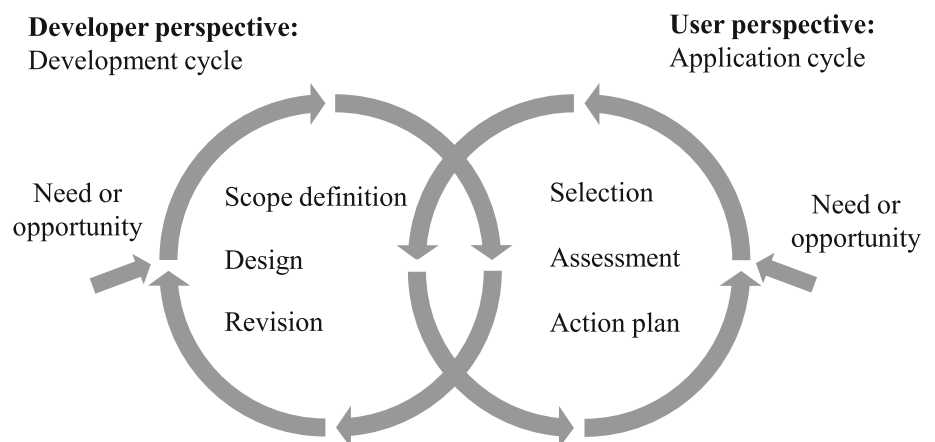 Developer perspective:
Development cycle
User perspective:
Application cycle
Need or
opportunity
Scope definition
Design
Revision
Selection
Assessment
Action plan
Need or
opportunity